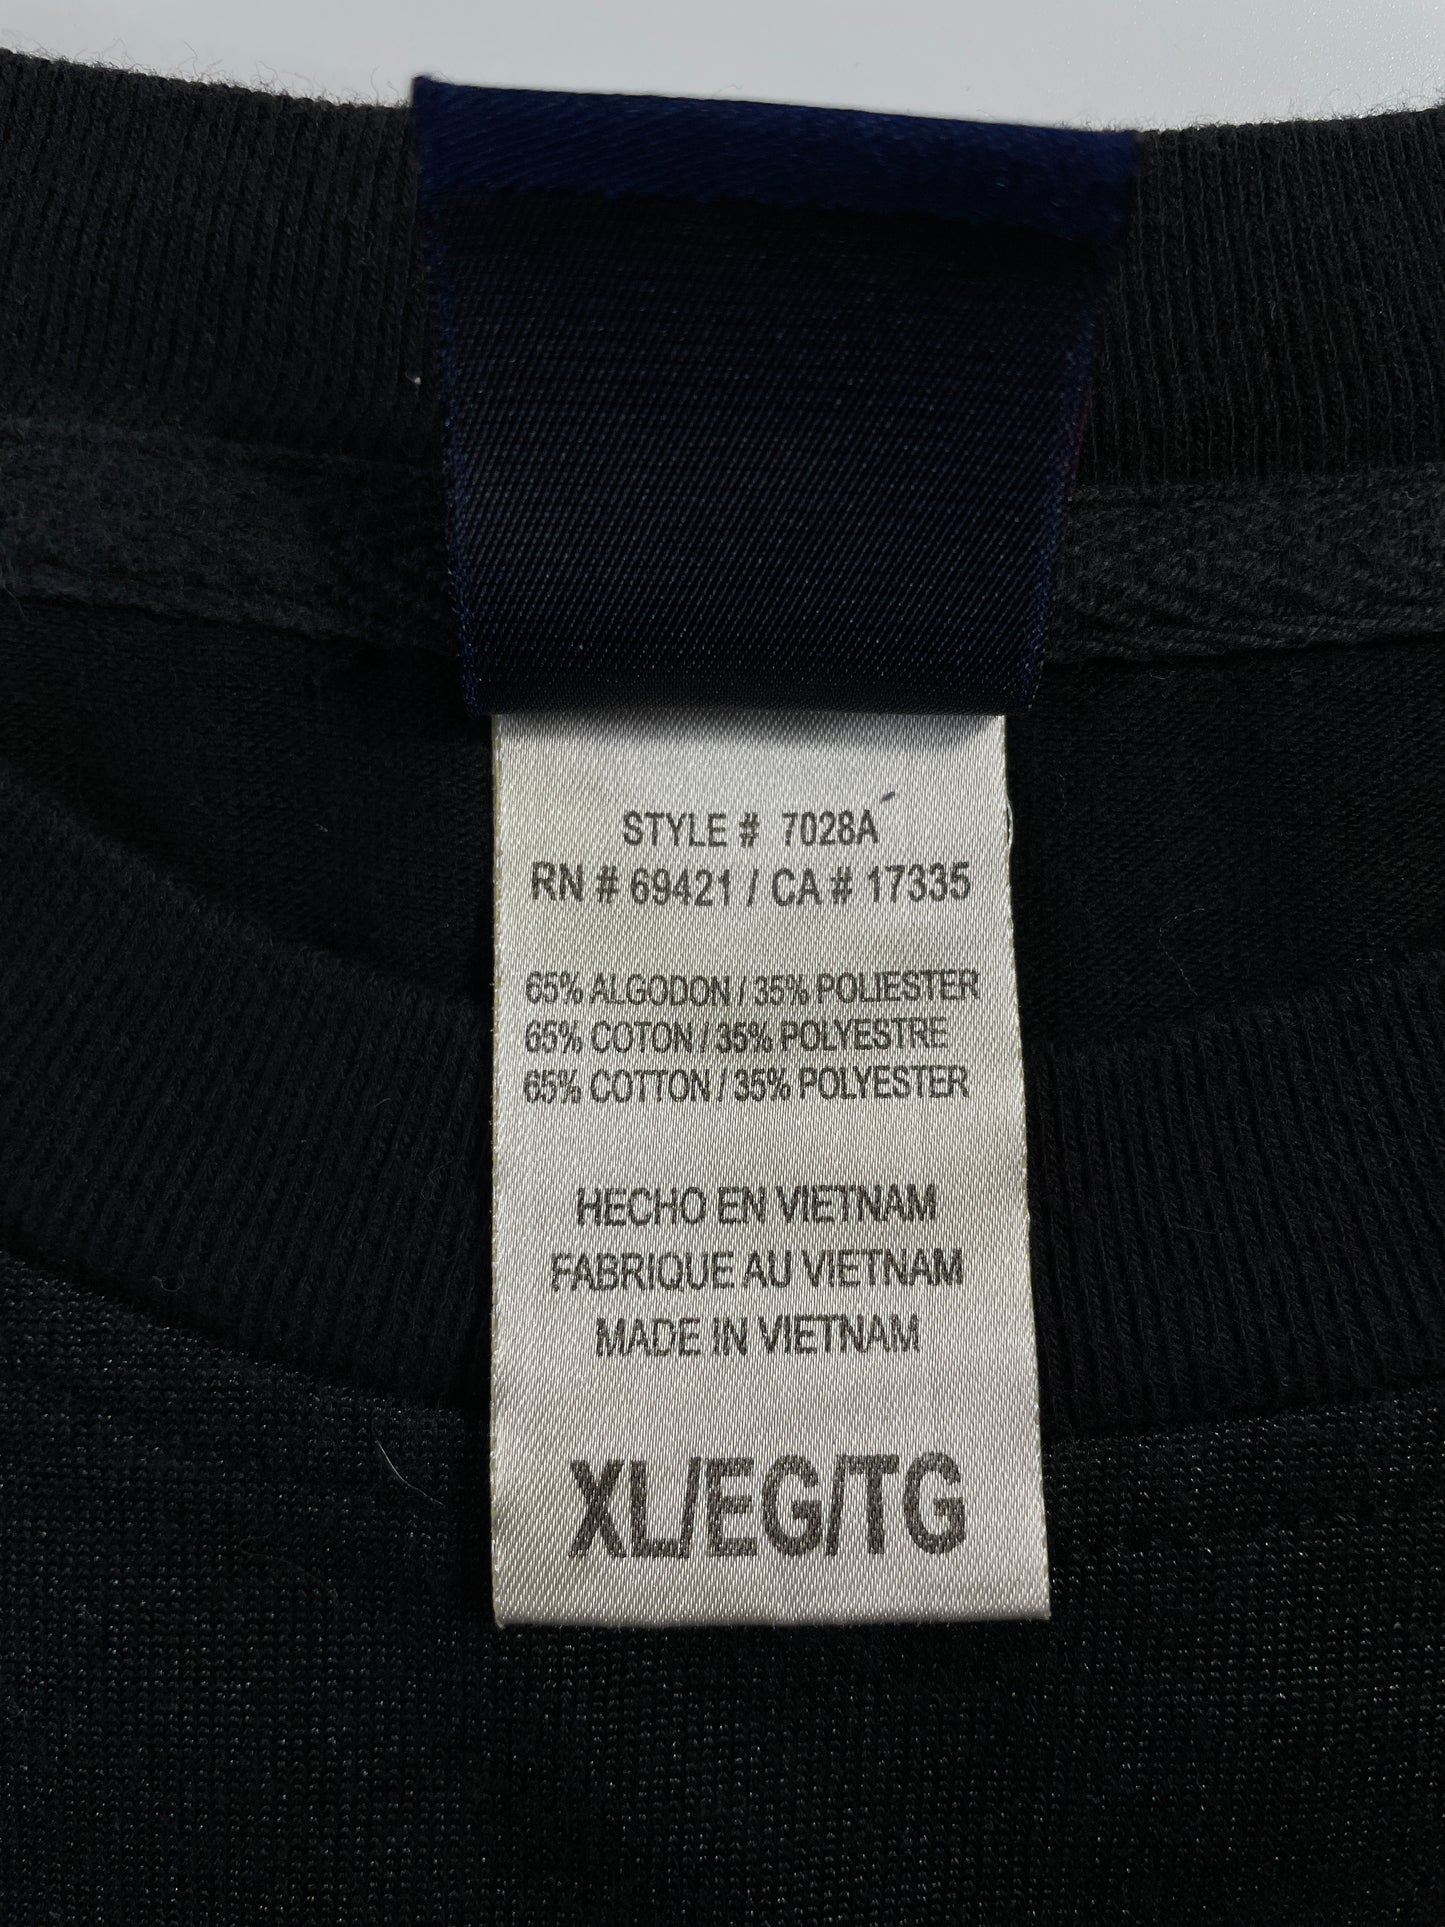 STYLE # 7028A
RN # 69421 / CA # 17335
65% ALGODON / 35% POLIESTER
65% COTON / 35% POLYESTRE
65% COTTON / 35% POLYESTER
HECHO EN VIETNAM
FABRIQUE AU VIETNAM
MADE IN VIETNAM
XL/EG/TG